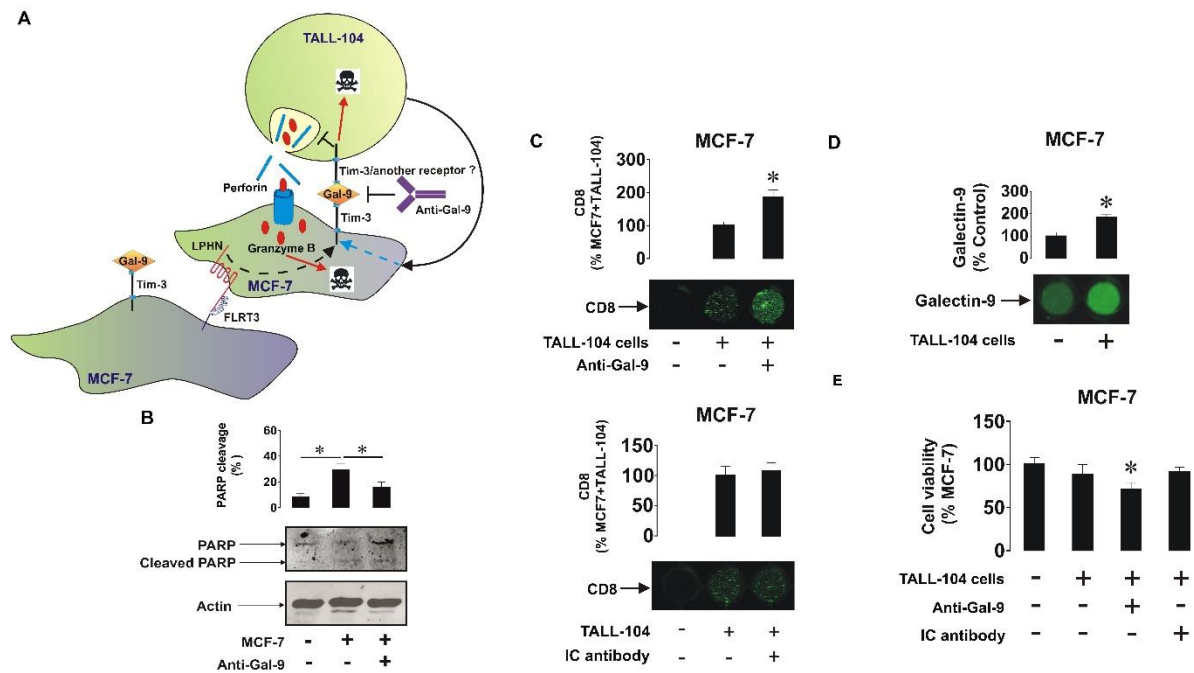 A
TALL-104
Perforin
Tim-3/another receptor ?
Gal-9
Anti-Gal-9
Tim-3
LPHN
Granzyme B
MCF-7
Gal-9
Tim-3
FLRT3
MCF-7
B
PARP cleavage
(% )
60
40
20
0
*
*
PARP
Cleaved PARP
Actin
MCF-7 - + +
Anti-Gal-9 - - +
C
MCF-7
CD8
(% MCF7+TALL-104)
300
200
100
0
*
CD8
TALL-104 cells - + +
Anti-Gal-9 - - +
MCF-7
CD8
(% MCF7+TALL-104)
150
100
50
0
CD8
TALL-104 - + +
IC antibody - - +
D
MCF-7
Galectin-9
(% Control)
300
200
100
0
*
Galectin-9
TALL-104 cells - +
E
MCF-7
Cell viability
(% MCF-7)
150
100
50
0
*
TALL-104 cells - + + +
Anti-Gal-9 - - + -
IC antibody - - - +